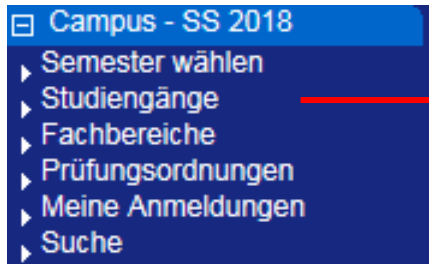 Campus - SS 2018
Semester wählen
Studiengänge
Fachbereiche
Prüfungsordnungen
Meine Anmeldungen
Suche